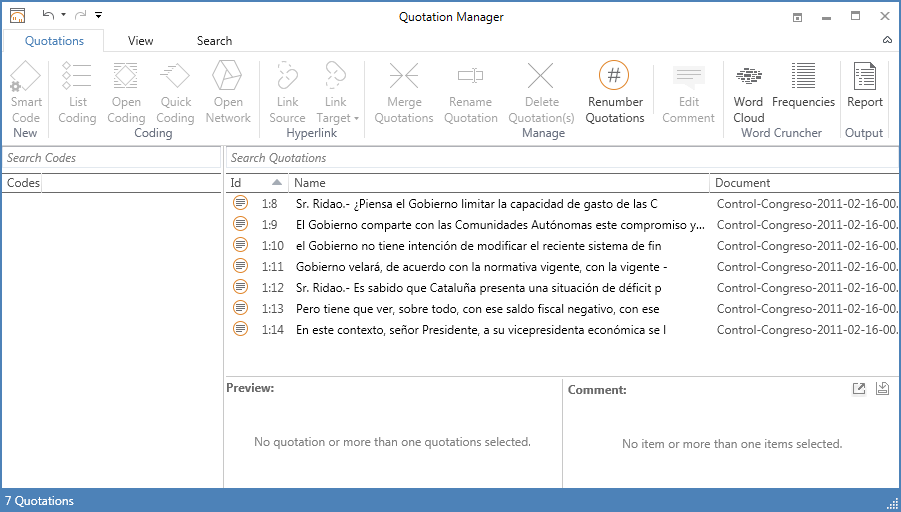 Quotation Manager
Quotations View Search
Smart Code
List Coding
Open Coding
Quick Coding
Open Network
Link Source
Link Target
Merge Quotations
Rename Quotation
Delete Quotation(s)
Renumber Quotations
Edit Comment
Word Cloud
Frequencies
Report
New Coding Hyperlink Manage Word Cruncher Output
Search Codes
Search Quotations
Codes
Id Name Document
1:8 Sr. Ridao.- ¿Piensa el Gobierno limitar la capacidad de gasto de las C Control-Congreso-2011-02-16-00.
1:9 El Gobierno comparte con las Comunidades Autónomas este compromiso y... Control-Congreso-2011-02-16-00.
1:10 el Gobierno no tiene intención de modificar el reciente sistema de fin Control-Congreso-2011-02-16-00.
1:11 Gobierno velará, de acuerdo con la normativa vigente, con la vigente - Control-Congreso-2011-02-16-00.
1:12 Sr. Ridao.- Es sabido que Cataluña presenta una situación de déficit p Control-Congreso-2011-02-16-00.
1:13 Pero tiene que ver, sobre todo, con ese saldo fiscal negativo, con ese Control-Congreso-2011-02-16-00.
1:14 En este contexto, señor Presidente, a su vicepresidenta económica se l Control-Congreso-2011-02-16-00.
Preview:
Comment:
No quotation or more than one quotations selected.
No item or more than one items selected.
7 Quotations